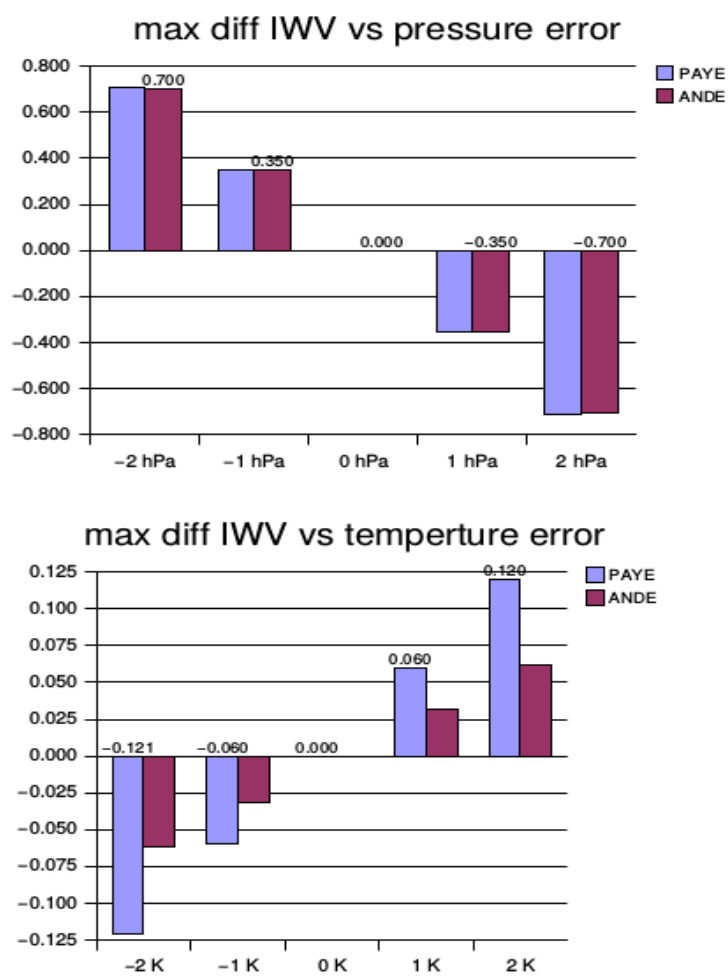 max diff IWV vs pressure error
0.800
0.600
0.400
0.200
0.000
−0.200
−0.400
−0.600
−0.800
0.700
0.350
0.000
−0.350
−0.700
−2 hPa
−1 hPa
0 hPa
1 hPa
2 hPa
PAYE
ANDE
max diff IWV vs temperture error
0.125
0.100
0.075
0.050
0.025
0.000
−0.025
−0.050
−0.075
−0.100
−0.125
−0.121
−0.060
0.000
0.060
0.120
−2 K
−1 K
0 K
1 K
2 K
PAYE
ANDE